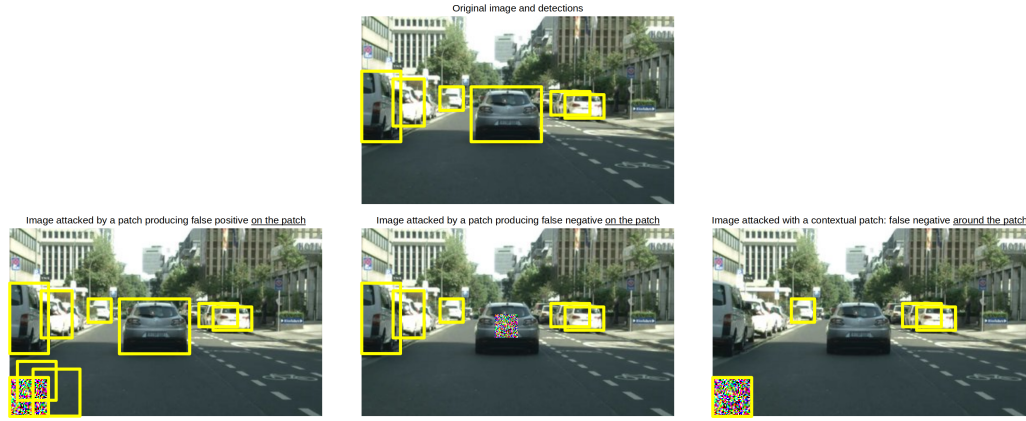 Original image and detections
Image attacked by a patch producing false positive on the patch
Image attacked by a patch producing false negative on the patch
Image attacked with a contextual patch: false negative around the patch